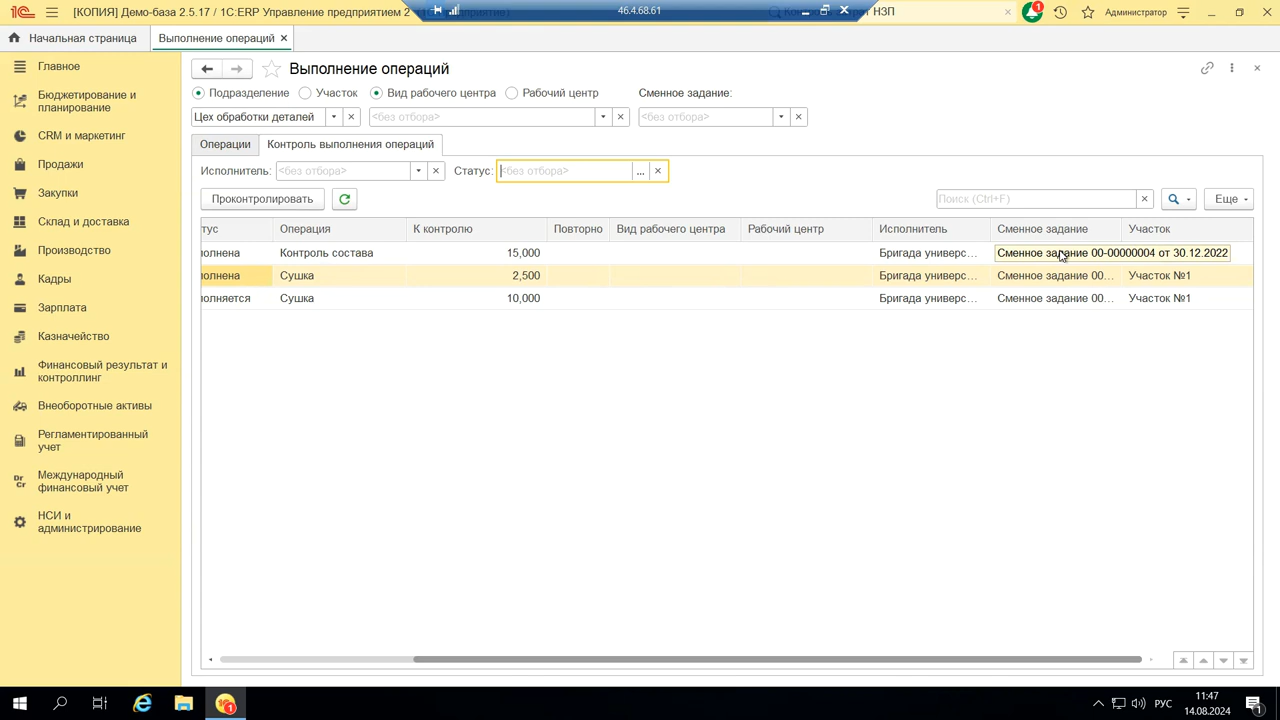 [КОПИЯ] Демо-база 2.5.17 / 1С:ERP Управление предприятием 2
46.4.68.61
НЗП
1
Администратор
Начальная страница
Выполнение операций
Главное
Бюджетирование и
планирование
CRM и маркетинг
Продажи
Закупки
Склад и доставка
Производство
Кадры
Зарплата
Казначейство
Финансовый результат и
контроллинг
Внеоборотные активы
Регламентированный
учет
Международный
финансовый учет
НСИ и
администрирование
Выполнение операций
Подразделение Участок Вид рабочего центра Рабочий центр Сменное задание:
Цех обработки деталей <без отбора> <без отбора>
Операции Контроль выполнения операций
Исполнитель: <без отбора> Статус: <без отбора> ...
Проконтролировать Поиск (Ctrl+F) Еще
тус Операция К контролю Повторно Вид рабочего центра Рабочий центр Исполнитель Сменное задание Участок
олнена Контроль состава 15,000 Бригада универс... Сменное задание 00-00000004 от 30.12.2022
олнена Сушка 2,500 Бригада универс... Сменное задание 00... Участок №1
олняется Сушка 10,000 Бригада универс... Сменное задание 00... Участок №1
1
РУС
11:47
14.08.2024
1